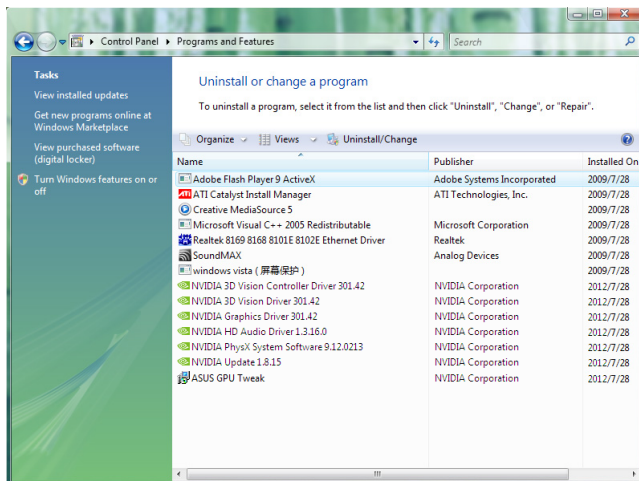 Control Panel ▸ Programs and Features
Search
Tasks
View installed updates
Get new programs online at
Windows Marketplace
View purchased software
(digital locker)
Turn Windows features on or
off
Uninstall or change a program
To uninstall a program, select it from the list and then click "Uninstall", "Change", or "Repair".
Organize Views Uninstall/Change
Name Publisher Installed On
Adobe Flash Player 9 ActiveX Adobe Systems Incorporated 2009/7/28
ATI Catalyst Install Manager ATI Technologies, Inc. 2009/7/28
Creative MediaSource 5 2009/7/28
Microsoft Visual C++ 2005 Redistributable Microsoft Corporation 2009/7/28
Realtek 8169 8168 8101E 8102E Ethernet Driver Realtek 2009/7/28
SoundMAX Analog Devices 2009/7/28
windows vista ( 屏幕保护 ) 2009/7/28
NVIDIA 3D Vision Controller Driver 301.42 NVIDIA Corporation 2012/7/28
NVIDIA 3D Vision Driver 301.42 NVIDIA Corporation 2012/7/28
NVIDIA Graphics Driver 301.42 NVIDIA Corporation 2012/7/28
NVIDIA HD Audio Driver 1.3.16.0 NVIDIA Corporation 2012/7/28
NVIDIA PhysX System Software 9.12.0213 NVIDIA Corporation 2012/7/28
NVIDIA Update 1.8.15 NVIDIA Corporation 2012/7/28
ASUS GPU Tweak NVIDIA Corporation 2012/7/28